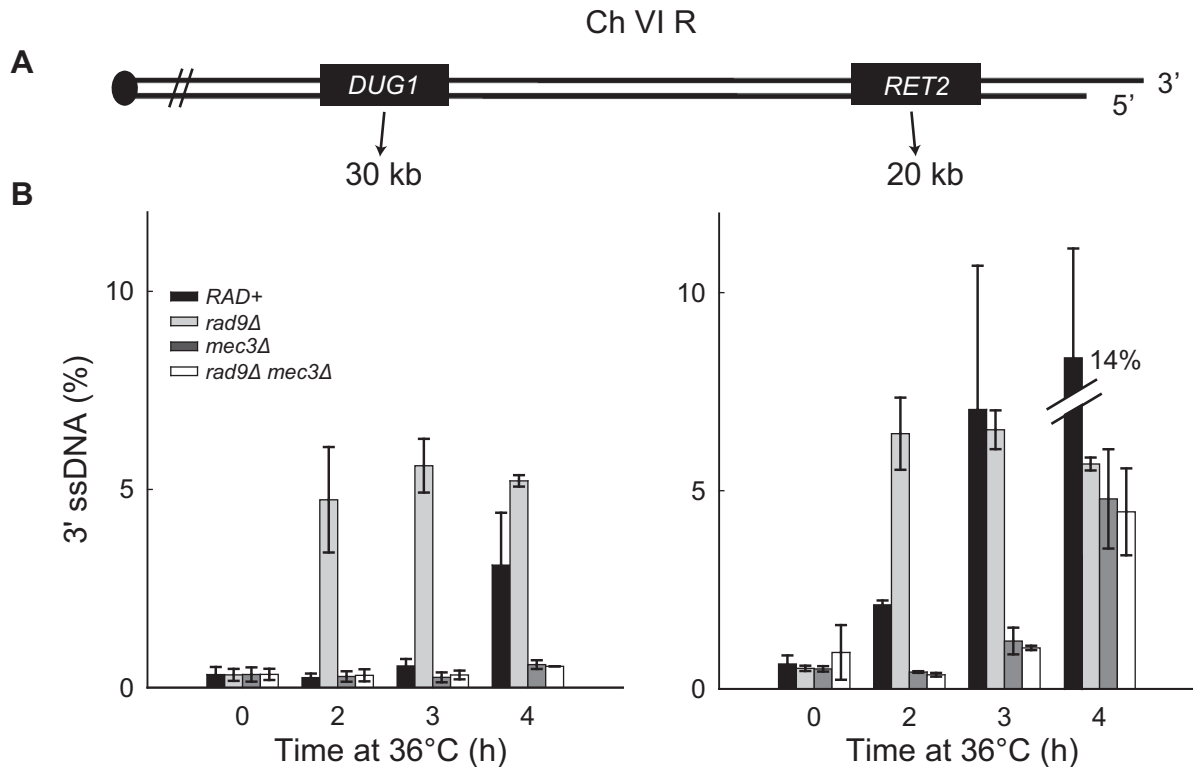 Ch VI R
A
DUG1
RET2
3’
5’
30 kb
20 kb
B
3' ssDNA (%)
10
5
0
RAD+
rad9Δ
mec3Δ
rad9Δ mec3Δ
0 2 3 4
Time at 36°C (h)
10
5
0
14%
0 2 3 4
Time at 36°C (h)